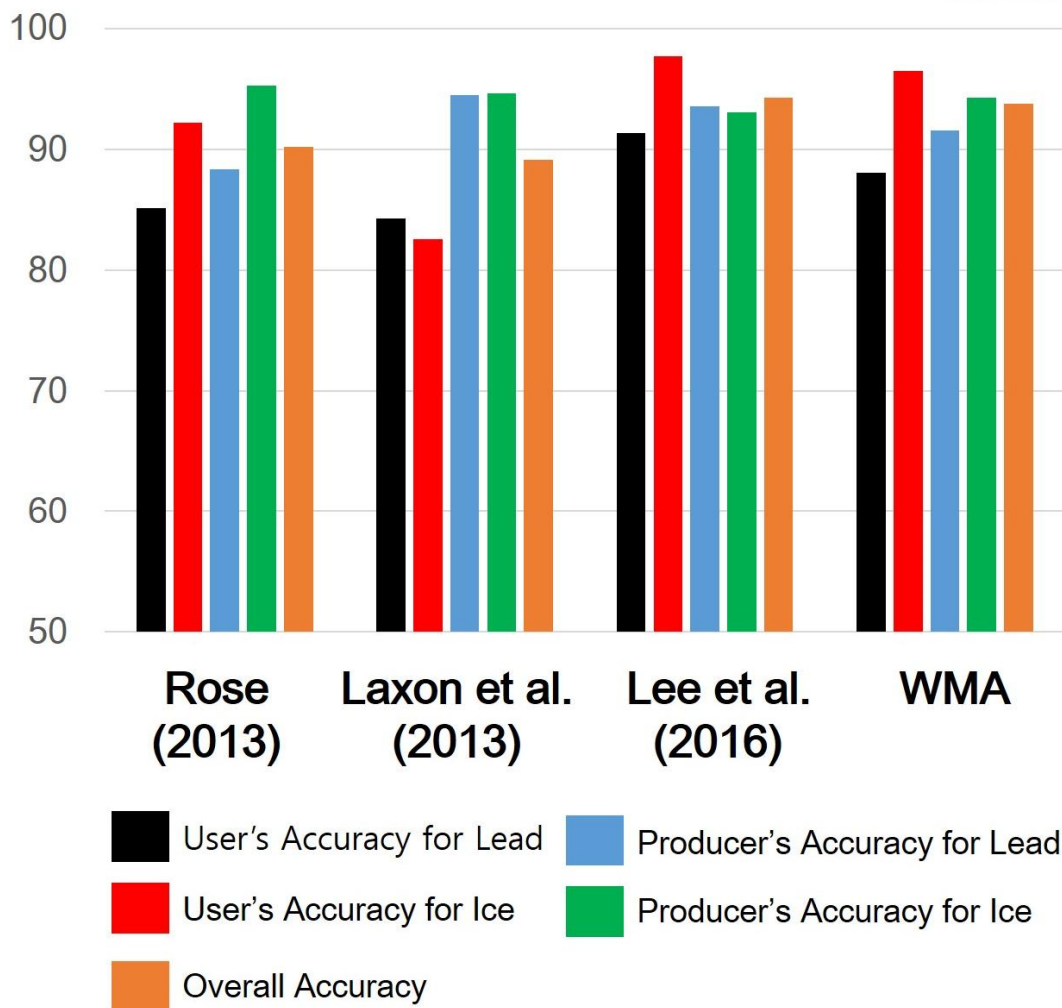 100
90
80
70
60
50
Rose
(2013)
Laxon et al.
(2013)
Lee et al.
(2016)
WMA
User's Accuracy for Lead
Producer's Accuracy for Lead
User's Accuracy for Ice
Producer's Accuracy for Ice
Overall Accuracy